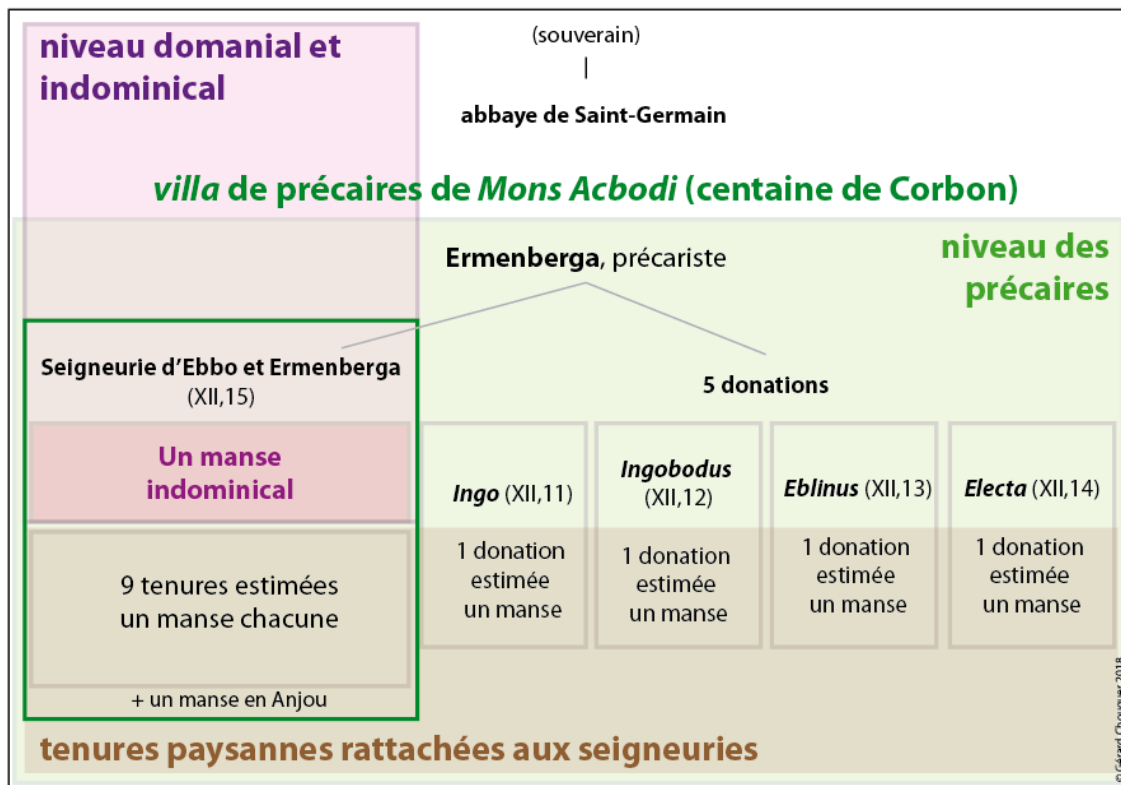 niveau domanial et
indominical
(souverain)
abbaye de Saint-Germain
villa de précaires de Mons Acbodi (centaine de Corbon)
niveau des
précaires
Ermenberga, précariste
Seigneurie d'Ebbo et Ermenberga
(XII,15)
5 donations
Un manse
indominical
Ingo (XII,11)
Ingobodus
(XII,12)
Eblinus (XII,13)
Electa (XII,14)
9 tenures estimées
un manse chacune
1 donation
estimée
un manse
1 donation
estimée
un manse
1 donation
estimée
un manse
1 donation
estimée
un manse
+ un manse en Anjou
tenures paysannes rattachées aux seigneuries
© Gérard Chouquer 2018